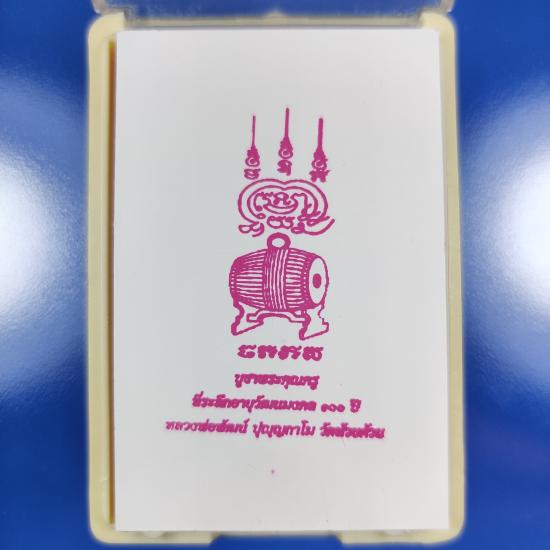 บูชาพระคุณครู
ที่ระลึกอายุวัฒนมงคล ๑๐๑ ปี
หลวงพ่อพัฒน์ ปุญฺญกาโม วัดห้วยด้วน